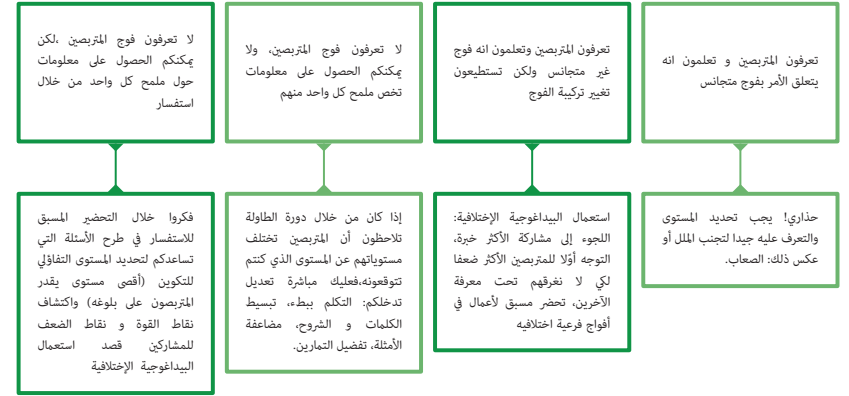 تعرفون المتربصين و تعلمون انه
يتعلق الأمر بفوج متجانس
تعرفون المتربصين وتعلمون انه فوج
غير متجانس ولكن تستطيعون
تغيير تركيبة الفوج
لا تعرفون فوج المتربصين، ولا
يمكنكم الحصول على معلومات
تخص ملمح كل واحد منهم
لا تعرفون فوج المتربصين ،لكن
يمكنكم الحصول على معلومات
حول ملمح كل واحد من خلال
استفسار
حذاري! يجب تحديد المستوى
والتعرف عليه جيدا لتجنب الملل أو
عكس ذلك: الصعاب.
استعمال البيداغوجية الإختلافية:
اللجوء إلى مشاركة الأكثر خبرة،
التوجه أوّلا للمتربصين الأكثر ضعفا
لكي لا نغرقهم تحت معرفة
الآخرين، تحضر مسبق لأعمال في
أفواج فرعية اختلافيه
إذا كان من خلال دورة الطاولة
تلاحظون أن المتربصين تختلف
مستوياتهم عن المستوى الذي كنتم
تتوقعونه،فعليك مباشرة تعديل
تدخلكم: التكلم ببطء، تبسيط
الكلمات و الشروح، مضاعفة
الأمثلة، تفضيل التمارين.
فكروا خلال التحضير المسبق
للاستفسار في طرح الأسئلة التي
تساعدكم لتحديد المستوى التفاؤلي
للتكوين (أقصى مستوى يقدر
المتربصون على بلوغه) واكتشاف
نقاط القوة و نقاط الضعف
للمشاركين قصد استعمال
البيداغوجية الإختلافية